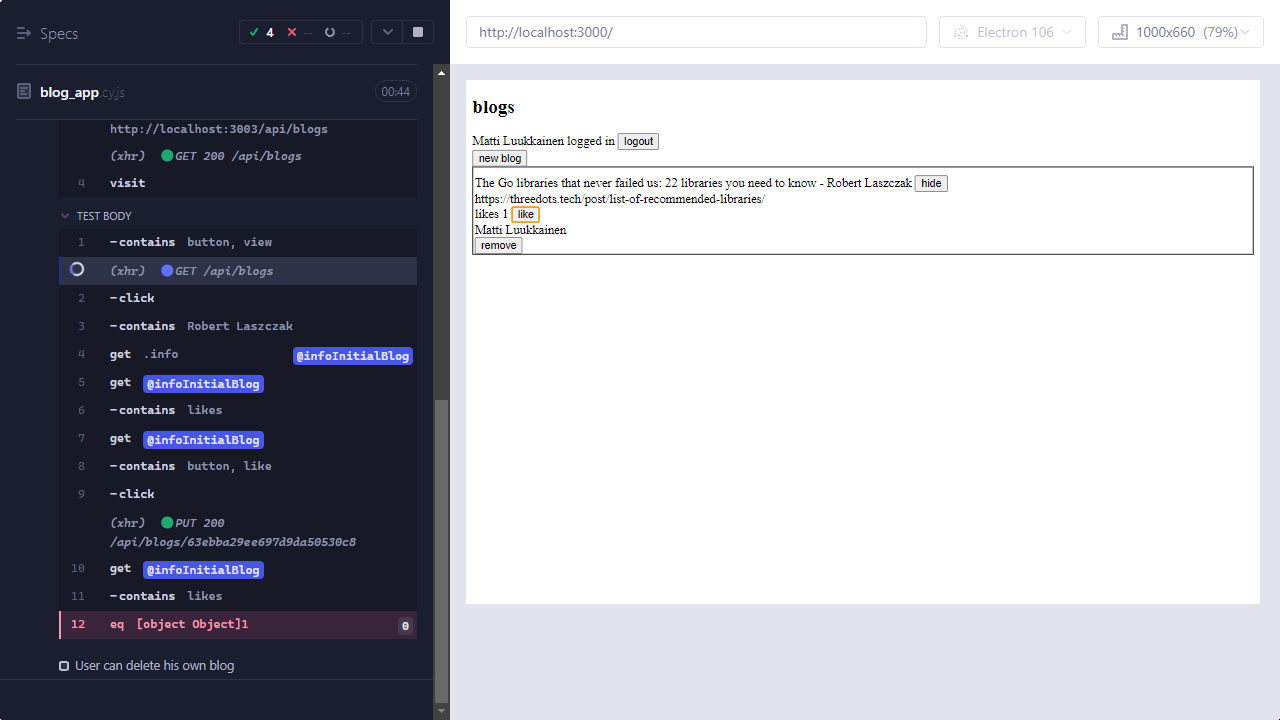 Specs
4 -- --
blog_app.cy.js
00:44
http://localhost:3003/api/blogs
(xhr) GET 200 /api/blogs
4 visit
TEST BODY
1 -contains button, view
(xhr) GET /api/blogs
2 -click
3 -contains Robert Laszczak
4 get .info @infoInitialBlog
5 get @infoInitialBlog
6 -contains likes
7 get @infoInitialBlog
8 -contains button, like
9 -click
(xhr) PUT 200
/api/blogs/63ebba29ee697d9da50530c8
10 get @infoInitialBlog
11 -contains likes
12 eq [object Object]1 0
User can delete his own blog
http://localhost:3000/
Electron 106
1000x660 (79%)
blogs
Matti Luukkainen logged in logout
new blog
The Go libraries that never failed us: 22 libraries you need to know - Robert Laszczak hide
https://threedots.tech/post/list-of-recommended-libraries/
likes 1 like
Matti Luukkainen
remove